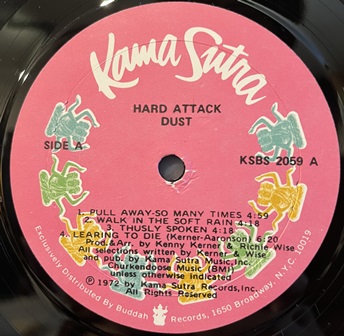 Kama Sutra
HARD ATTACK
DUST
SIDE A
KSBS 2059 A
1. PULL AWAY-SO MANY TIMES 4:59
2. WALK IN THE SOFT RAIN 4:18
3. THUSLY SPOKEN 4:18
4. LEARING TO DIE (Kerner-Aaronson) 6:20
Prod.& Arr. by Kenny Kerner & Richie Wise
All selections written by Kerner & Wise
and pub. by Kama Sutra Music, Inc.
Churkendoose Music (BMI)
unless otherwise indicated
Ⓟ 1972 by Kama Sutra Records, Inc.
All Rights Reserved
Exclusively Distributed By Buddah Records, 1650 Broadway, N.Y.C. 10019